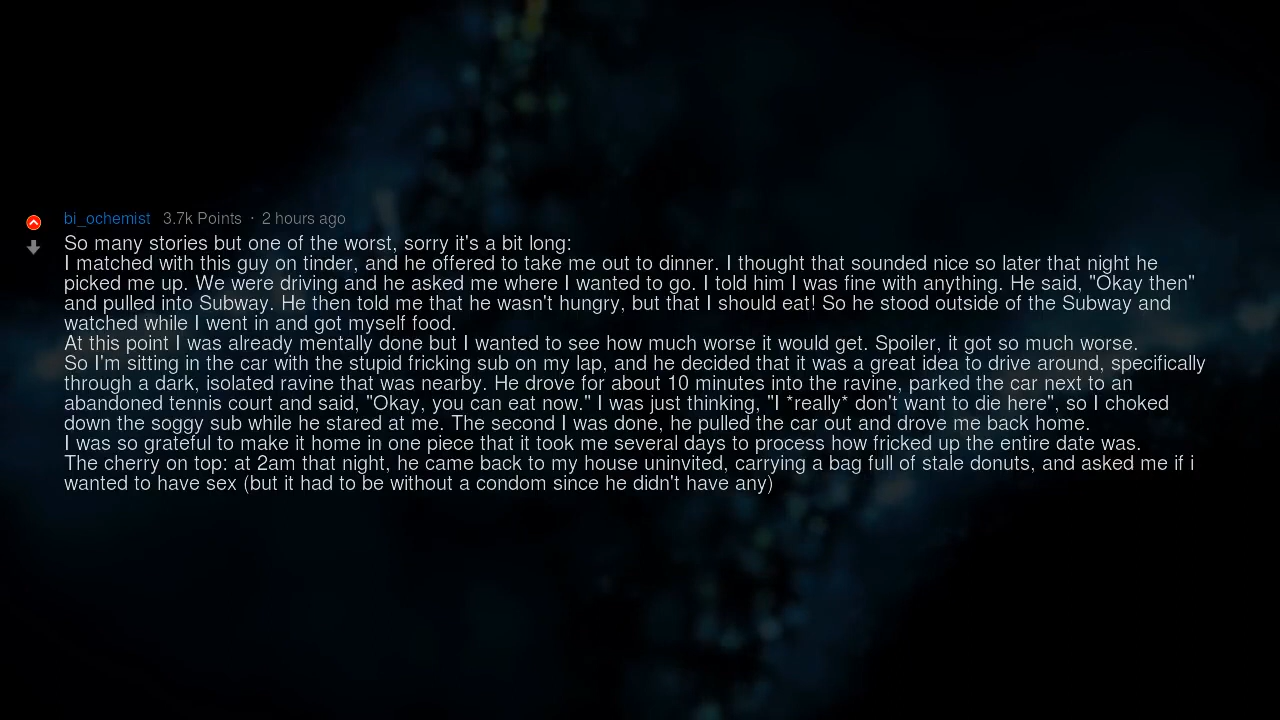 bi_ochemist 3.7k Points · 2 hours ago
So many stories but one of the worst, sorry it's a bit long:
I matched with this guy on tinder, and he offered to take me out to dinner. I thought that sounded nice so later that night he
picked me up. We were driving and he asked me where I wanted to go. I told him I was fine with anything. He said, "Okay then"
and pulled into Subway. He then told me that he wasn't hungry, but that I should eat! So he stood outside of the Subway and
watched while I went in and got myself food.
At this point I was already mentally done but I wanted to see how much worse it would get. Spoiler, it got so much worse.
So I'm sitting in the car with the stupid fricking sub on my lap, and he decided that it was a great idea to drive around, specifically
through a dark, isolated ravine that was nearby. He drove for about 10 minutes into the ravine, parked the car next to an
abandoned tennis court and said, "Okay, you can eat now." I was just thinking, "I *really* don't want to die here", so I choked
down the soggy sub while he stared at me. The second I was done, he pulled the car out and drove me back home.
I was so grateful to make it home in one piece that it took me several days to process how fricked up the entire date was.
The cherry on top: at 2am that night, he came back to my house uninvited, carrying a bag full of stale donuts, and asked me if i
wanted to have sex (but it had to be without a condom since he didn't have any)